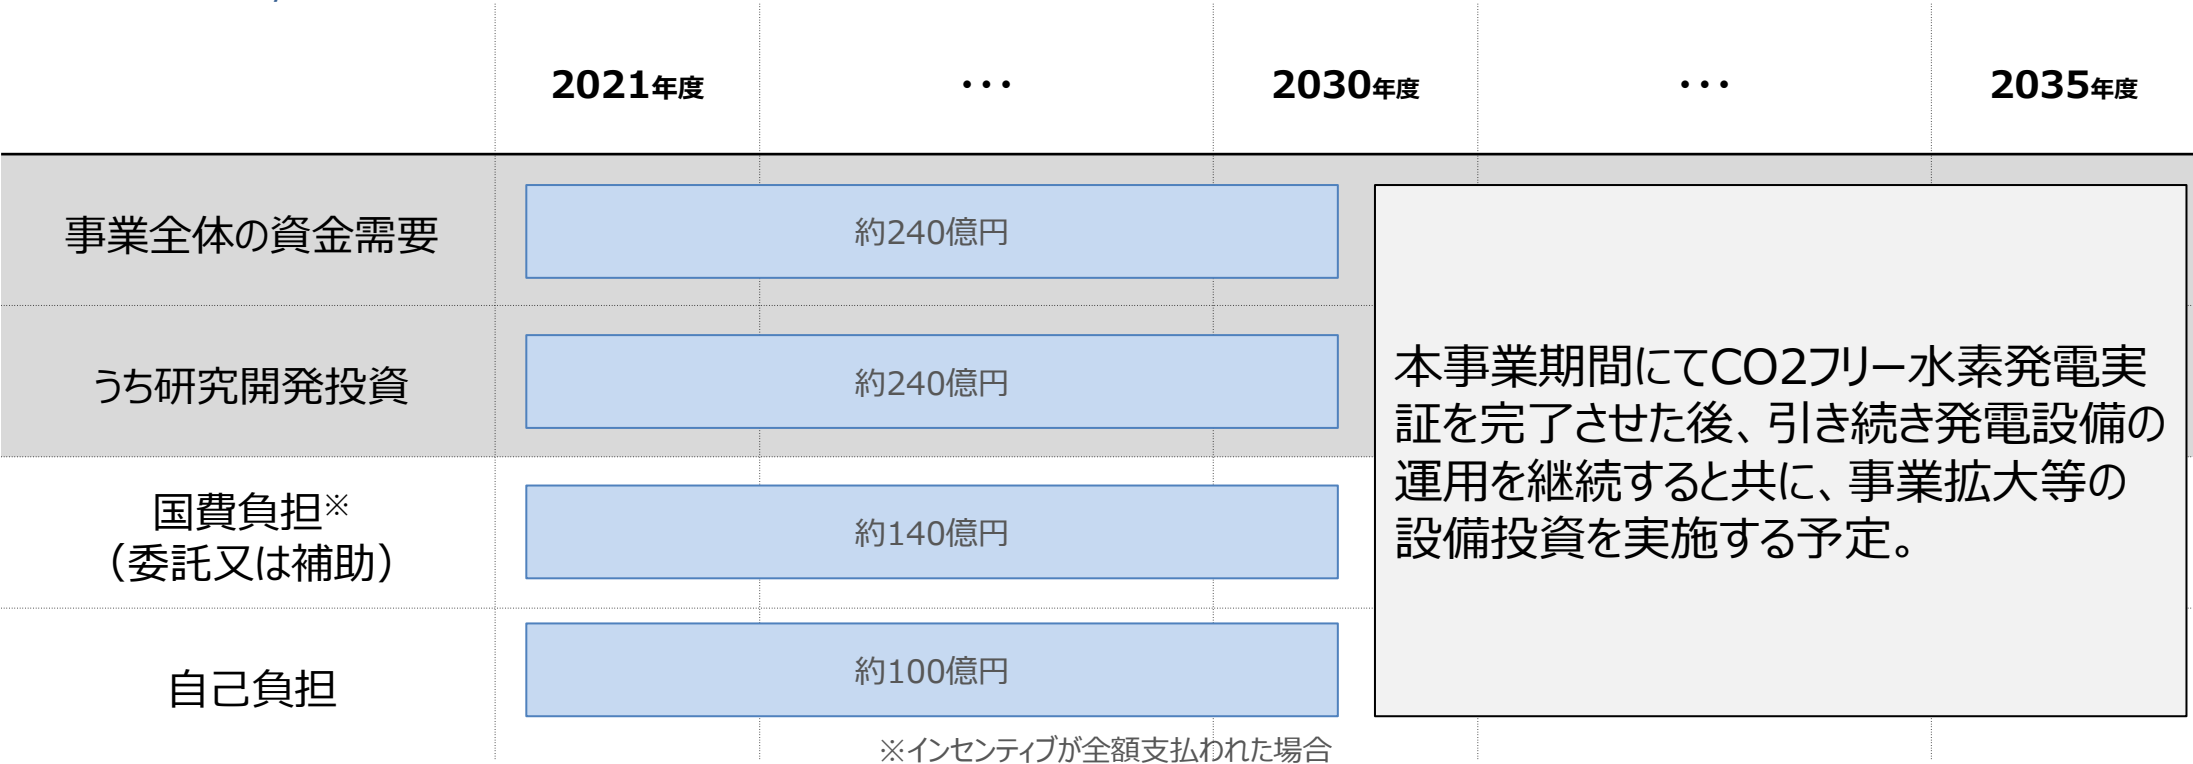 2021年度 ・・・ 2030年度 ・・・ 2035年度
事業全体の資金需要
約240億円
うち研究開発投資
約240億円
国費負担※
（委託又は補助）
約140億円
自己負担
約100億円
本事業期間にてCO2フリー水素発電実
証を完了させた後、引き続き発電設備の
運用を継続すると共に、事業拡大等の
設備投資を実施する予定。
※インセンティブが全額支払われた場合